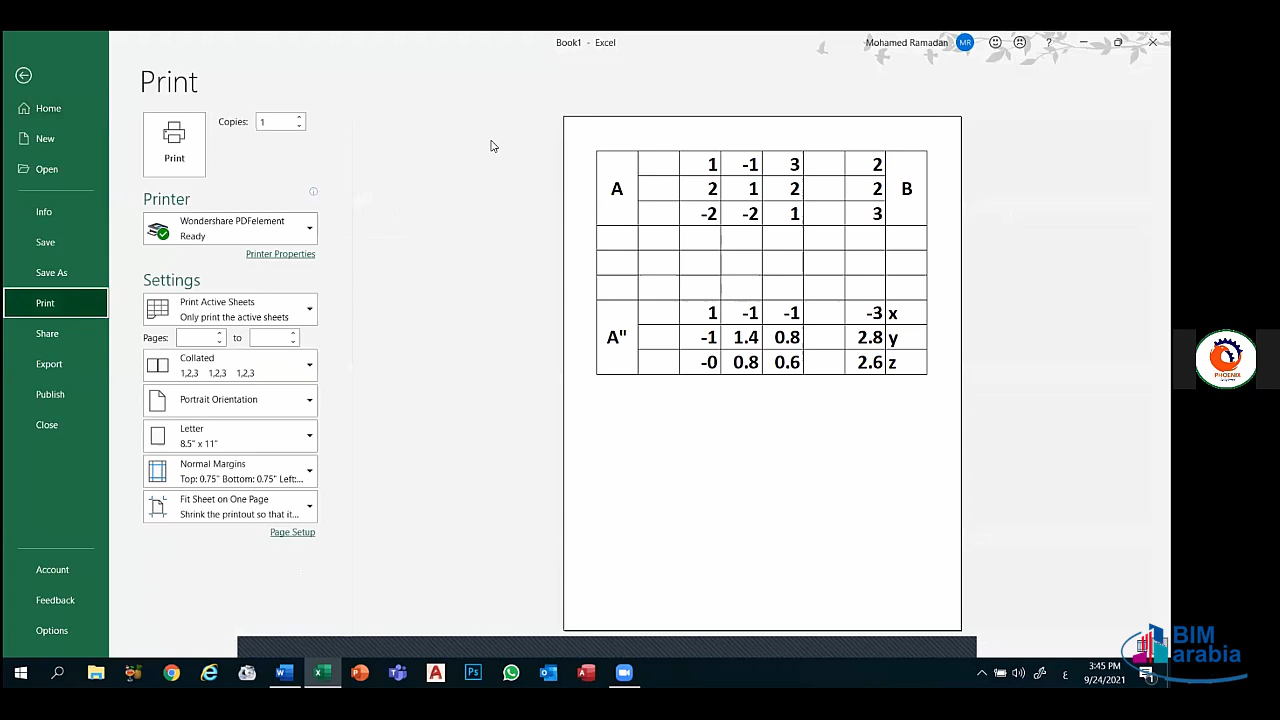 Book1 - Excel
Mohamed Ramadan
MR
?
Print
Home
New
Open
Info
Save
Save As
Print
Share
Export
Publish
Close
Account
Feedback
Options
Print
Copies: 1
Printer
Wondershare PDFelement
Ready
Printer Properties
Settings
Print Active Sheets
Only print the active sheets
Pages: to
Collated
1,2,3 1,2,3 1,2,3
Portrait Orientation
Letter
8.5" x 11"
Normal Margins
Top: 0.75" Bottom: 0.75" Left:...
Fit Sheet on One Page
Shrink the printout so that it...
Page Setup
1 -1 3 2
A 2 1 2 2 B
-2 -2 1 3
1 -1 -1 -3 x
A" -1 1.4 0.8 2.8 y
-0 0.8 0.6 2.6 z
PHOENIX
BIM
arabia
ع
3:45 PM
9/24/2021
1